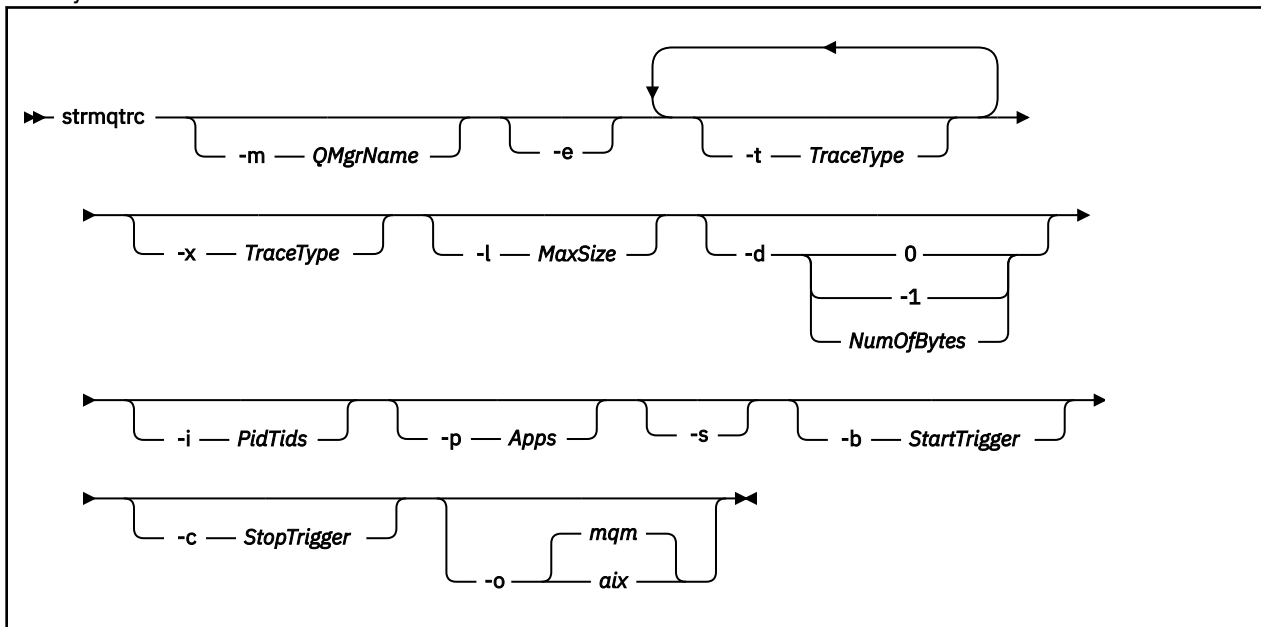 strmqtrc
-m QMgrName -e -t TraceType
-x TraceType -l MaxSize -d 0
-1
NumOfBytes
-i PidTids -p Apps -s -b StartTrigger
-c StopTrigger mqm
-o aix